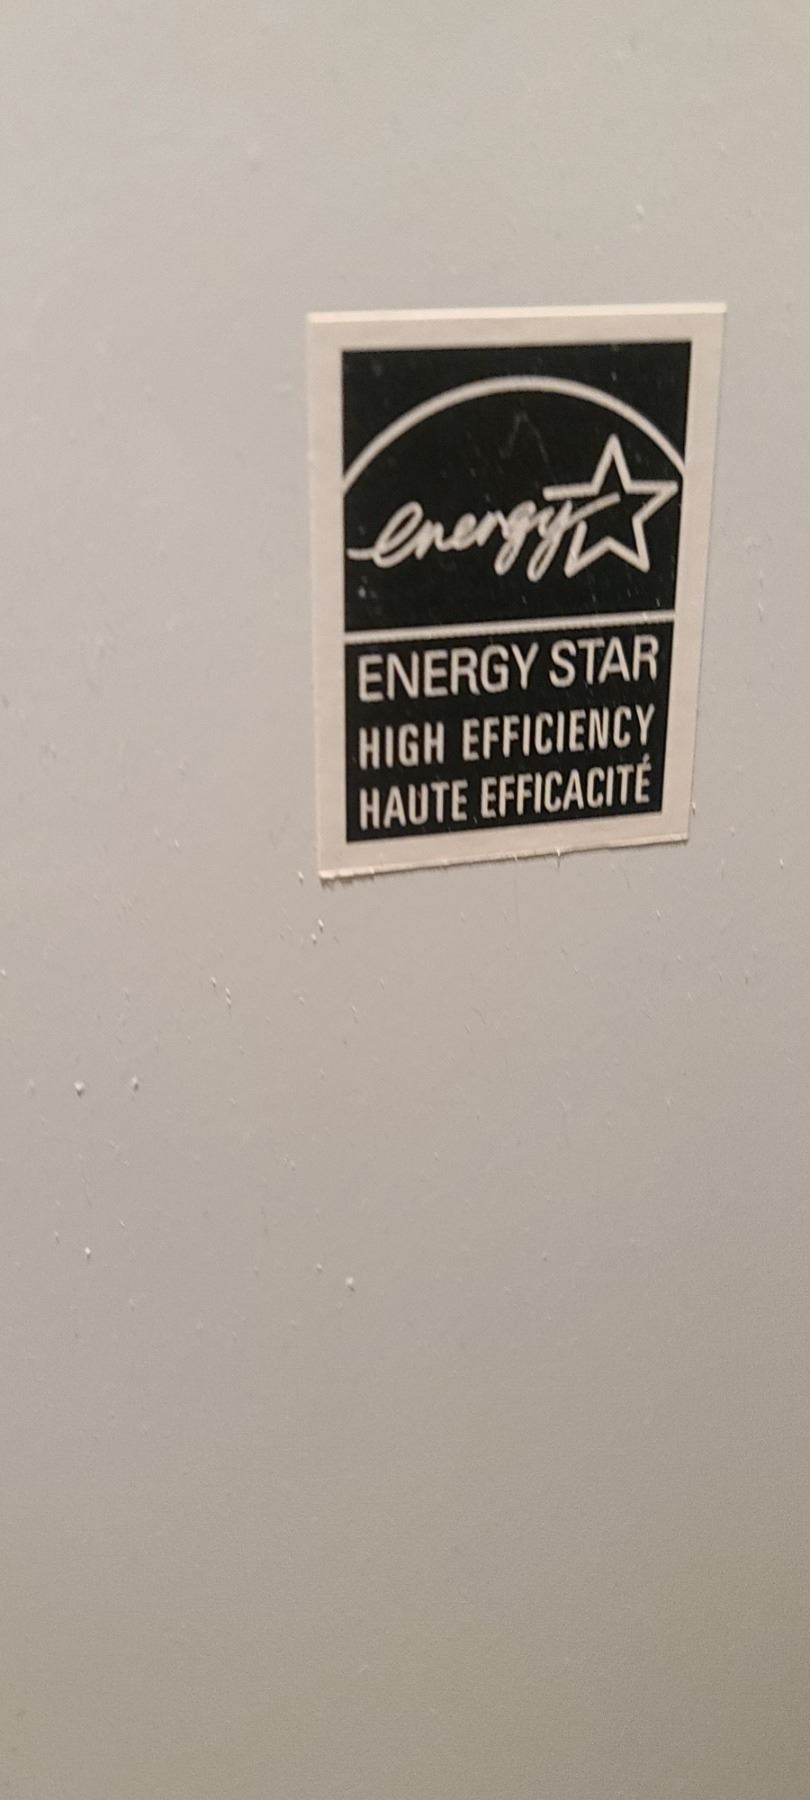 energy
ENERGY STAR
HIGH EFFICIENCY
HAUTE EFFICACITÉ